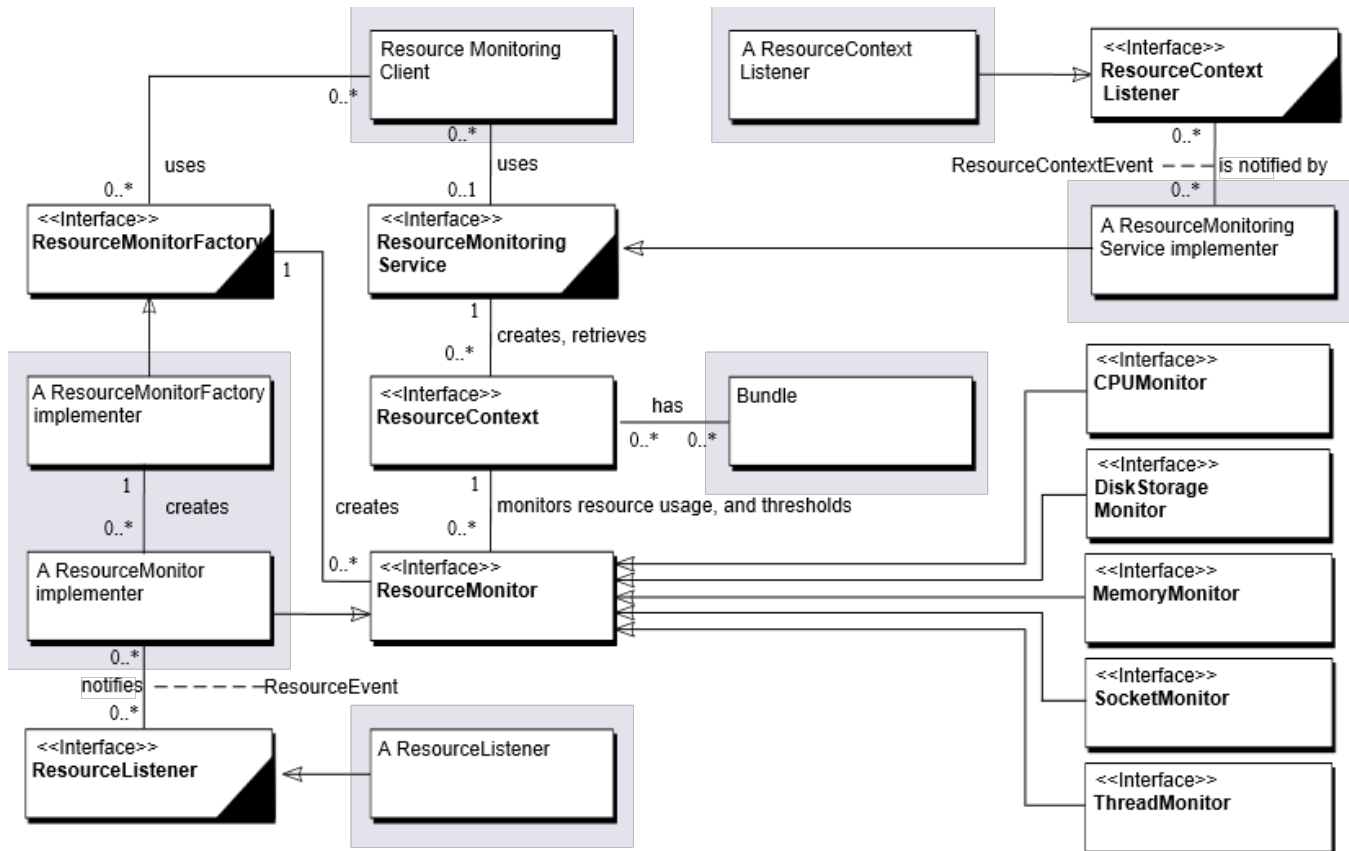 Resource Monitoring
Client
A ResourceContext
Listener
<<Interface>>
ResourceContext
Listener
0..*
0..*
0..*
uses
uses
ResourceContextEvent
is notified by
0..*
0..1
0..*
<<Interface>>
ResourceMonitorFactory
<<Interface>>
ResourceMonitoring
Service
A ResourceMonitoring
Service implementer
1
1
creates, retrieves
0..*
A ResourceMonitorFactory
implementer
<<Interface>>
ResourceContext
has
0..*
0..*
Bundle
<<Interface>>
CPUMonitor
1
creates
0..*
creates
1
monitors resource usage, and thresholds
0..*
<<Interface>>
DiskStorage
Monitor
A ResourceMonitor
implementer
0..*
<<Interface>>
ResourceMonitor
<<Interface>>
MemoryMonitor
0..*
notifies
ResourceEvent
0..*
<<Interface>>
SocketMonitor
<<Interface>>
ResourceListener
A ResourceListener
<<Interface>>
ThreadMonitor